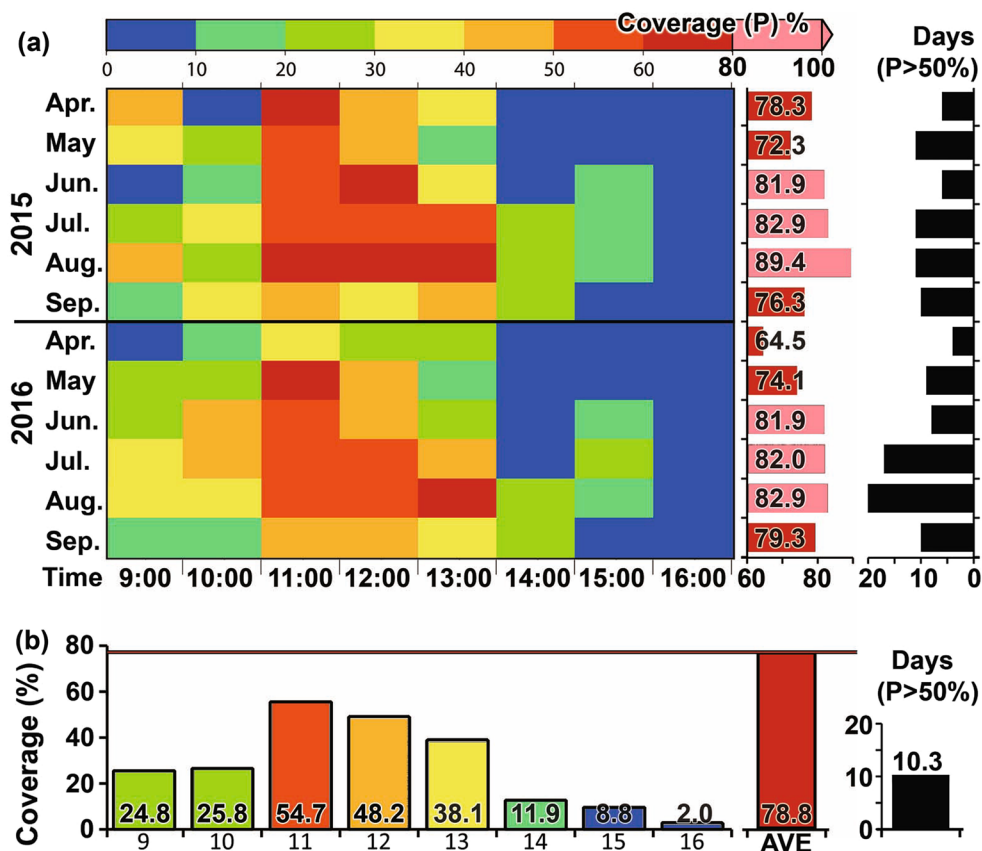 (a)
Coverage (P) %
0 10 20 30 40 50 60 80 100
Days
(P>50%)
2015
Apr. 78.3
May 72.3
Jun. 81.9
Jul. 82.9
Aug. 89.4
Sep. 76.3
2016
Apr. 64.5
May 74.1
Jun. 81.9
Jul. 82.0
Aug. 82.9
Sep. 79.3
Time 9:00 10:00 11:00 12:00 13:00 14:00 15:00 16:00 60 80 20 10 0
(b)
Coverage (%)
80
60
40
20
0
24.8 25.8 54.7 48.2 38.1 11.9 8.8 2.0 78.8
9 10 11 12 13 14 15 16 AVE
Days
(P>50%)
20
10
0
10.3